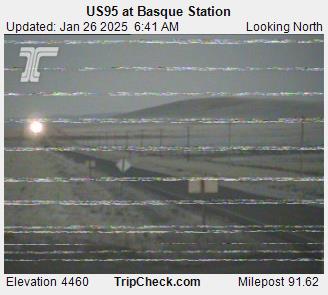 US95 at Basque Station
Updated: Jan 26 2025 6:41 AM Looking North
Elevation 4460 TripCheck.com Milepost 91.62